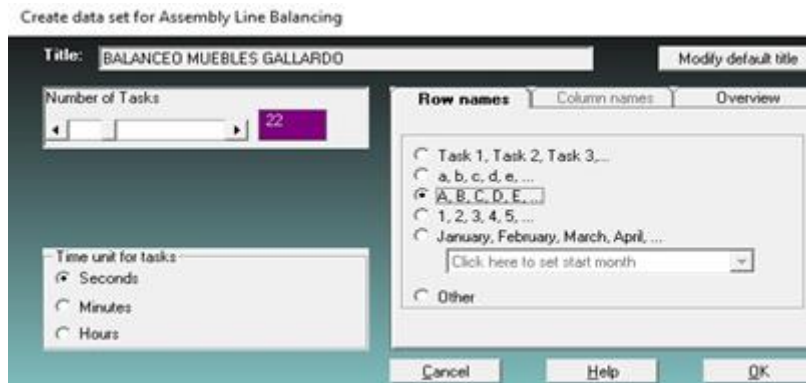 Create data set for Assembly Line Balancing
Title: BALANCEO MUEBLES GALLARDO
Modify default title
Number of Tasks
22
Row names
Column names
Overview
Task 1, Task 2, Task 3,...
a, b, c, d, e, ...
A, B, C, D, E, ...
1, 2, 3, 4, 5, ...
January, February, March, April, ...
Click here to set start month
Other
Time unit for tasks
Seconds
Minutes
Hours
Cancel
Help
OK